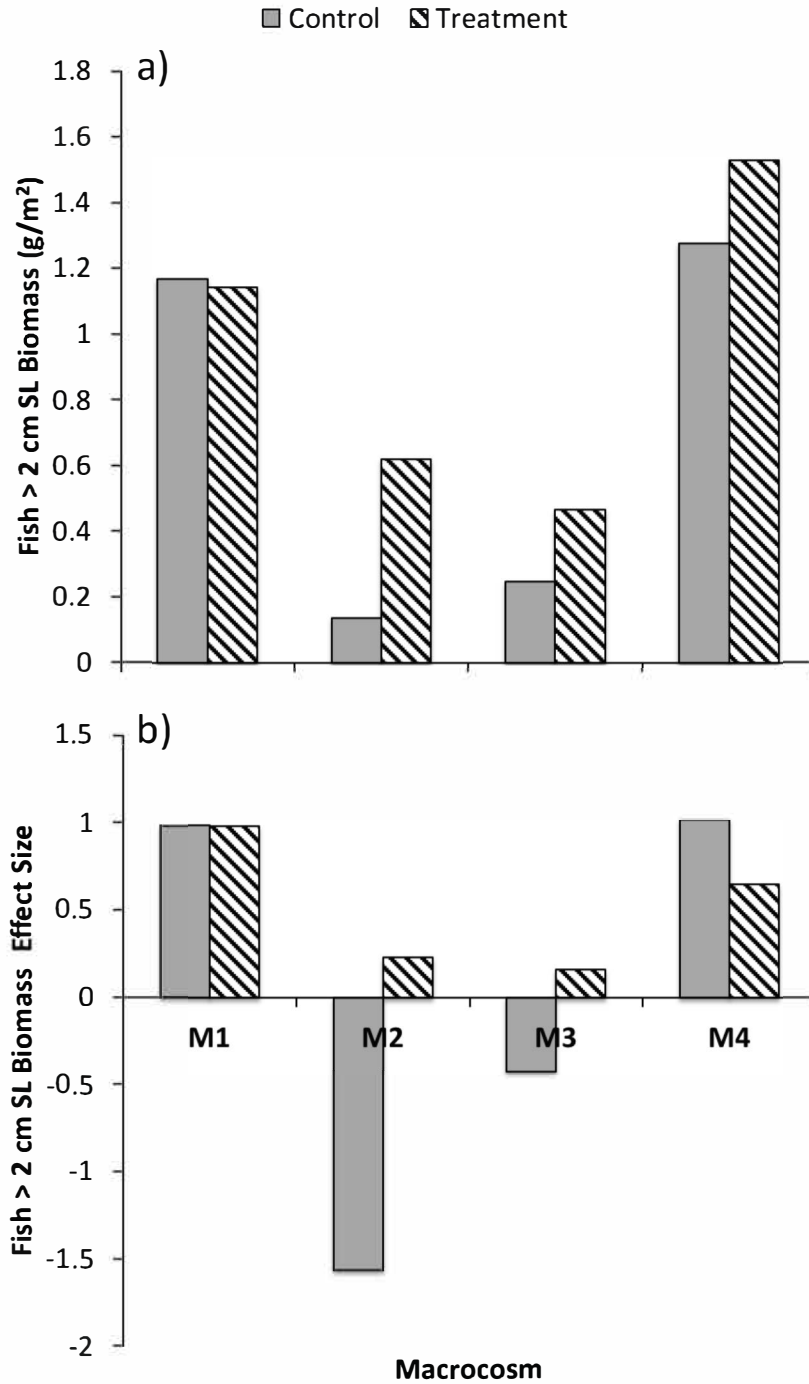 Control Treatment
a)
1.8
1.6
1.4
1.2
1
0.8
0.6
0.4
0.2
0
Fish > 2 cm SL Biomass (g/m²)
b)
1.5
1
0.5
0
-0.5
-1
-1.5
-2
Fish > 2 cm SL Biomass Effect Size
M1 M2 M3 M4
Macrocosm